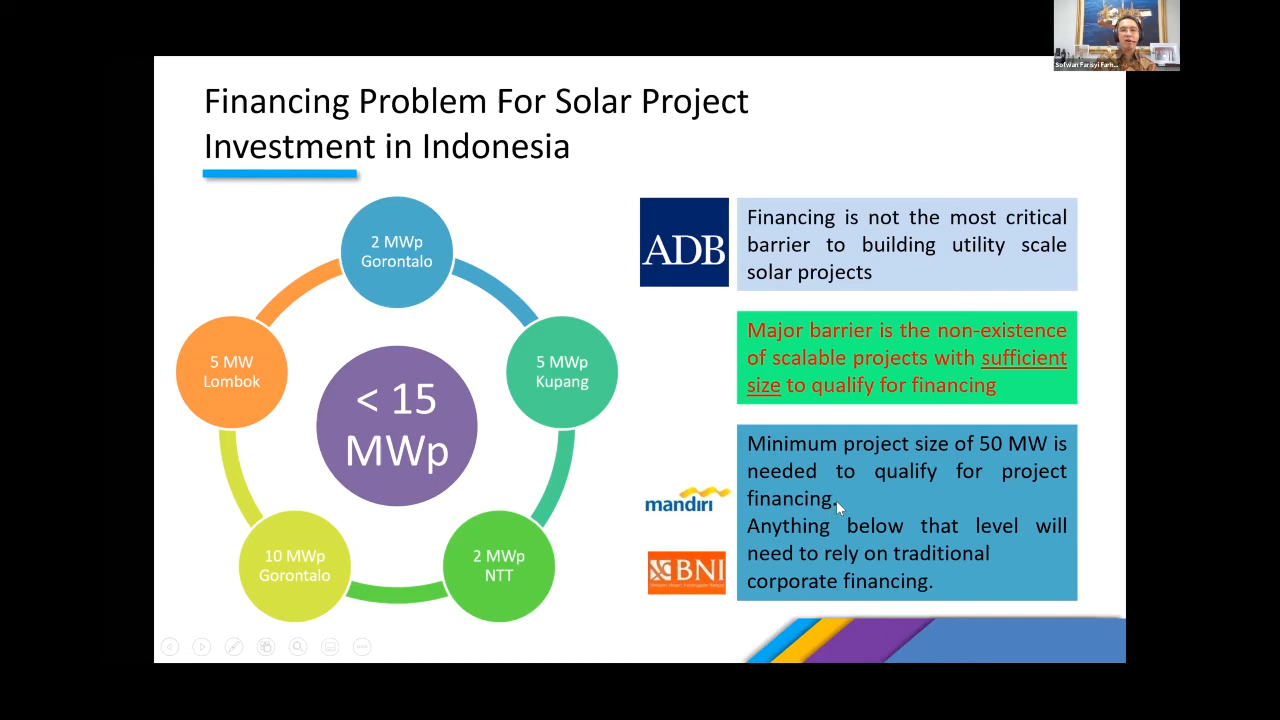 Sofwan Farisyi Farh...
Financing Problem For Solar Project
Investment in Indonesia
2 MWp
Gorontalo
5 MWp
Kupang
2 MWp
NTT
10 MWp
Gorontalo
5 MW
Lombok
< 15
MWp
ADB
Financing is not the most critical
barrier to building utility scale
solar projects
Major barrier is the non-existence
of scalable projects with sufficient
size to qualify for financing
mandiri
BNI
Minimum project size of 50 MW is
needed to qualify for project
financing.
Anything below that level will
need to rely on traditional
corporate financing.